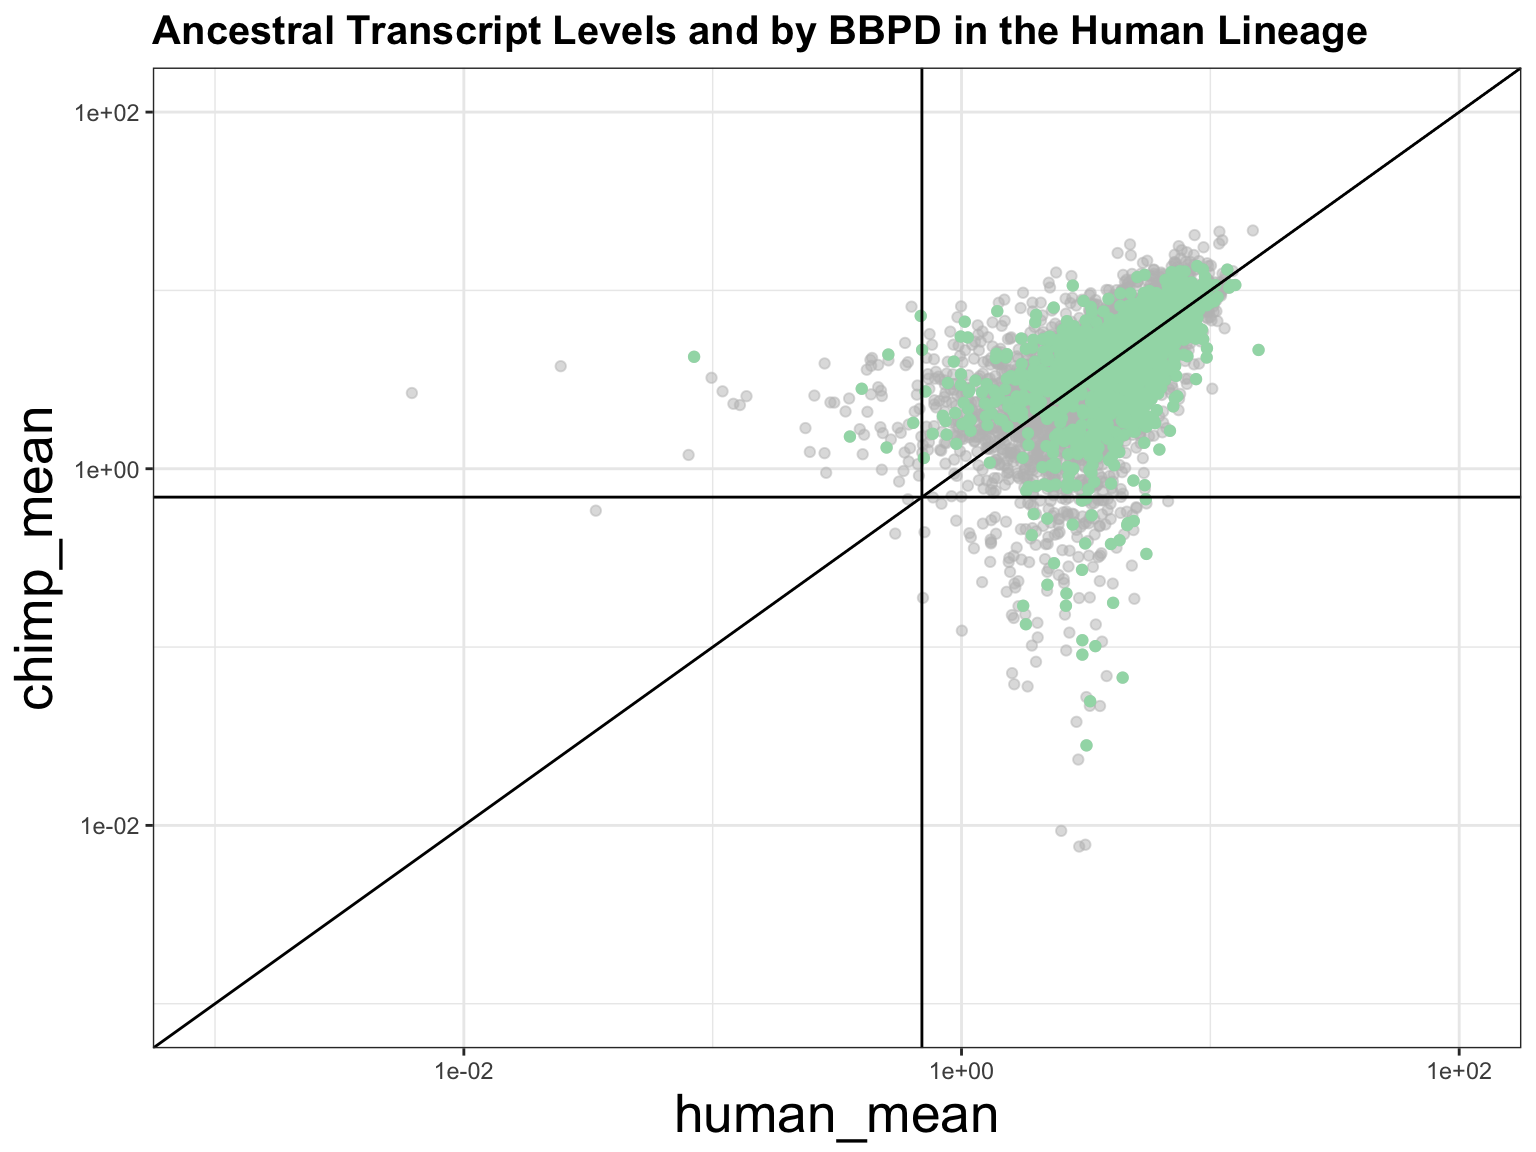 Ancestral Transcript Levels and by BBPD in the Human Lineage
chimp_mean
1e+02
1e+00
1e-02
1e-02
1e+00
1e+02
human_mean